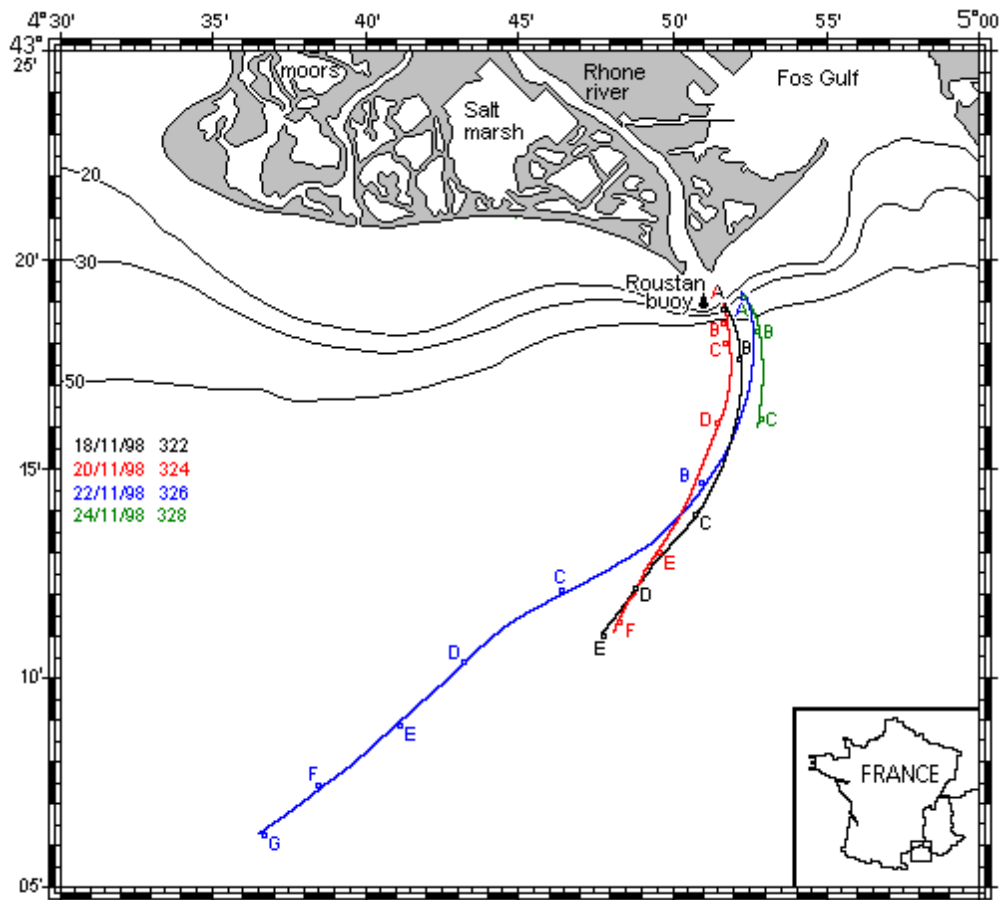 4° 30' 35' 40' 45' 50' 55' 5° 00
43°
25'
moors
Salt
marsh
Rhone
river
Fos Gulf
20
20'
30
Roustan
buoy
A
A
B
B
B
C
50
D
C
18/11/98 322
20/11/98 324
22/11/98 326
24/11/98 328
15'
B
C
E
C
D
F
E
10'
D
E
F
G
FRANCE
05'